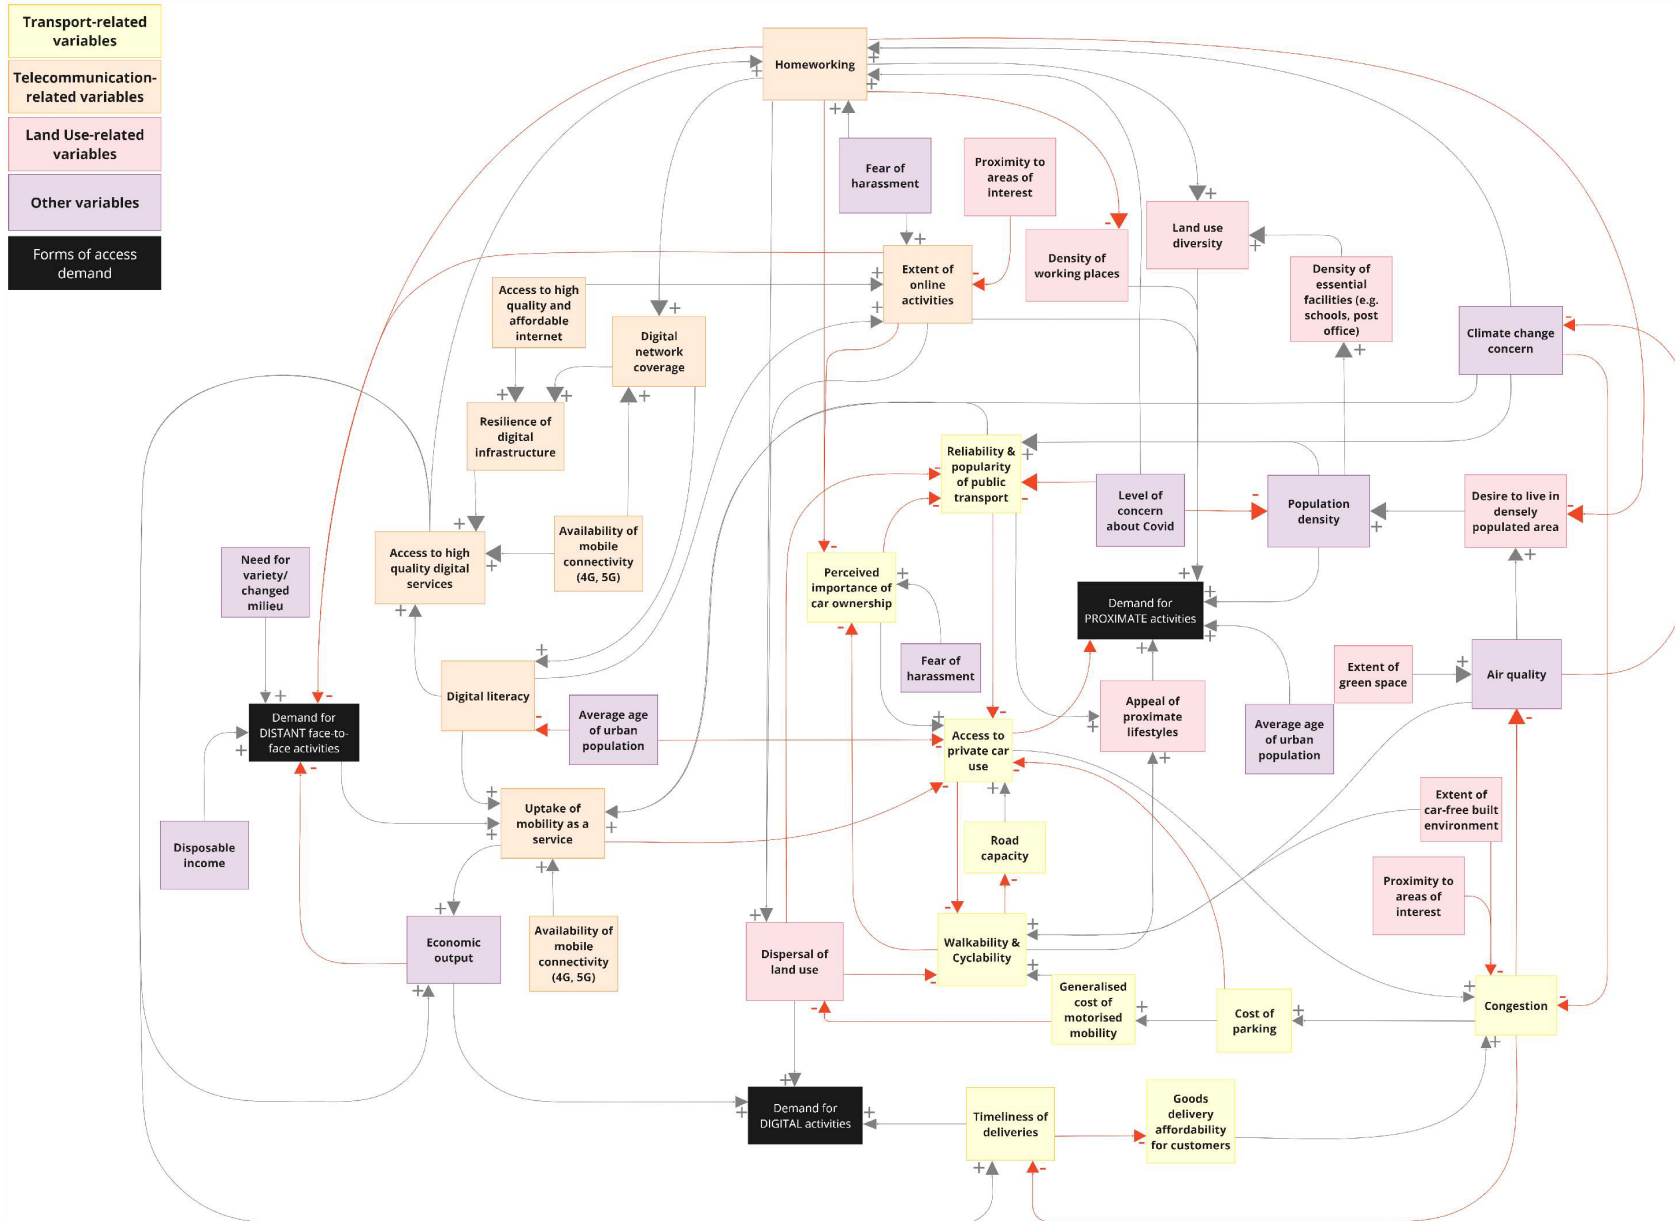 Transport-related
variables
Telecommunication-
related variables
Land Use-related
variables
Other variables
Forms of access
demand
Homeworking
Fear of
harassment
Proximity to
areas of
interest
Density of
working places
Land use
diversity
Density of
essential
facilities (e.g.
schools, post
office)
Climate change
concern
Extent of
online
activities
Access to high
quality and
affordable
internet
Digital
network
coverage
Resilience of
digital
infrastructure
Reliability &
popularity
of public
transport
Level of
concern
about Covid
Population
density
Desire to live in
densely
populated area
Access to high
quality digital
services
Availability of
mobile
connectivity
(4G, 5G)
Need for
variety/
changed
milieu
Perceived
importance of
car ownership
Demand for
PROXIMATE activities
Fear of
harassment
Extent of
green space
Air quality
Digital literacy
Average age
of urban
population
Appeal of
proximate
lifestyles
Average age
of urban
population
Demand for
DISTANT face-to-
face activities
Access to
private car
use
Uptake of
mobility as a
service
Extent of
car-free built
environment
Disposable
income
Road
capacity
Proximity to
areas of
interest
Economic
output
Availability of
mobile
connectivity
(4G, 5G)
Dispersal of
land use
Walkability &
Cyclability
Generalised
cost of
motorised
mobility
Cost of
parking
Congestion
Demand for
DIGITAL activities
Timeliness of
deliveries
Goods
delivery
affordability
for customers